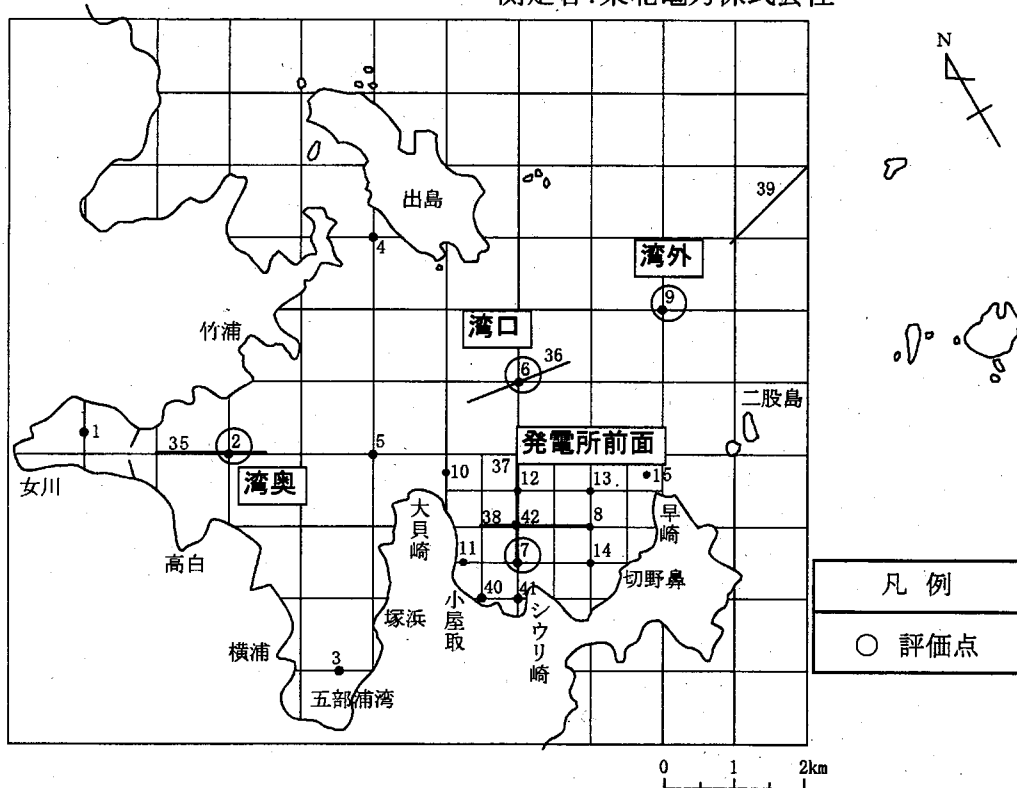 測定者:東北電力株式会社
N
出島
39
4
湾外
9
竹浦
湾口
36
6
二股島
1
35
2
5
発電所前面
37
10
12
13
15
女川
湾奥
大貝崎
38
42
8
早崎
高白
11
7
14
切野鼻
40
41
小屋取
シウリ崎
塚浜
横浦
3
五部浦湾
凡 例
○ 評価点
0 1 2km